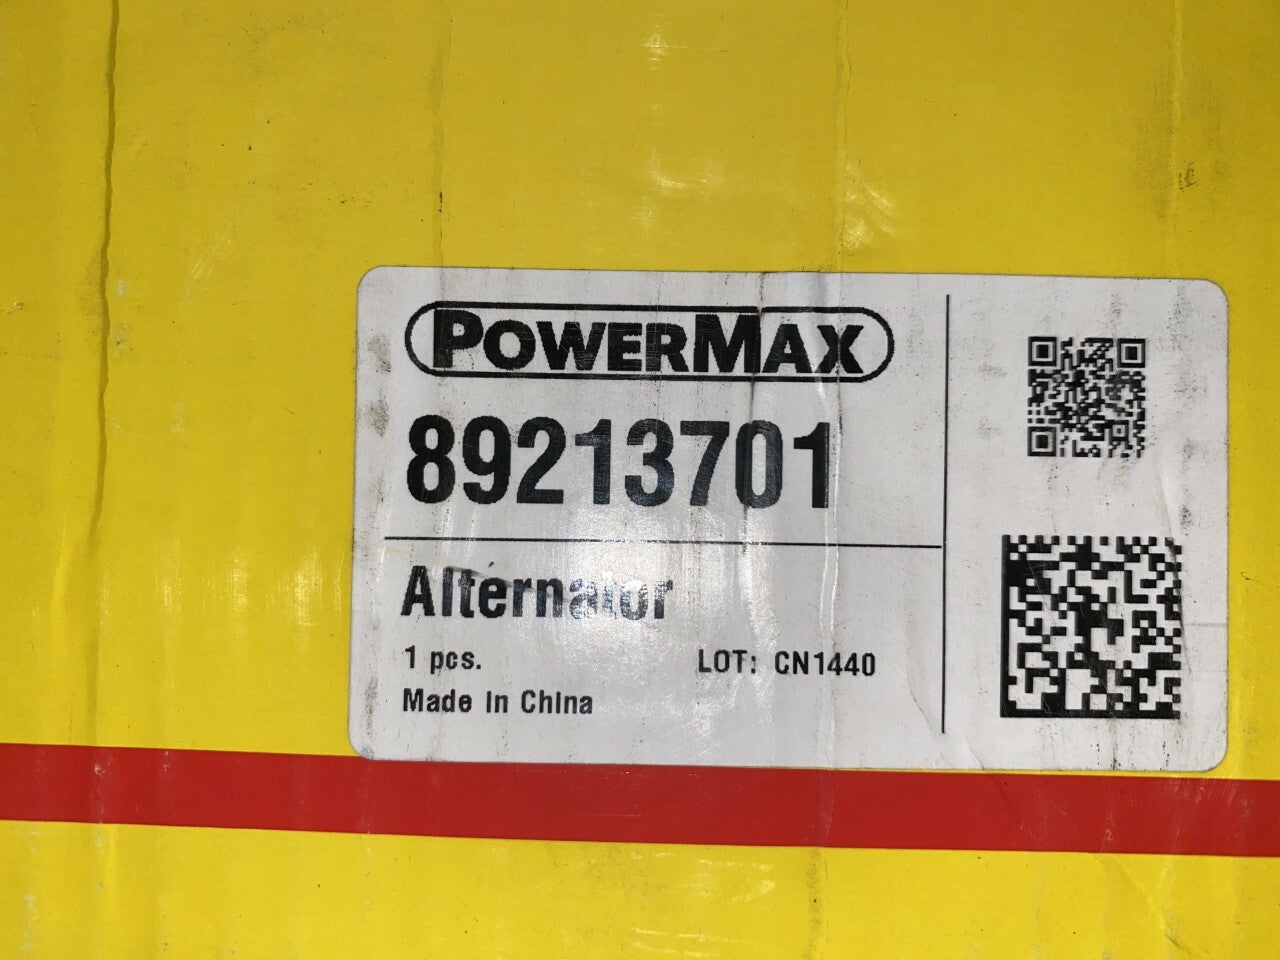 POWERMAX
89213701
Alternator
1 pcs.
LOT: CN1440
Made in China